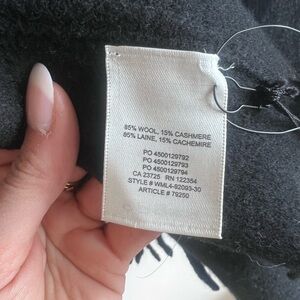 85% WOOL, 15% CASHMERE
85% LAINE, 15% CACHEMIRE
PO 4500129792
PO 4500129793
PO 4500129794
CA 23725 RN 122354
STYLE # WML4-92093-30
ARTICLE # 79250